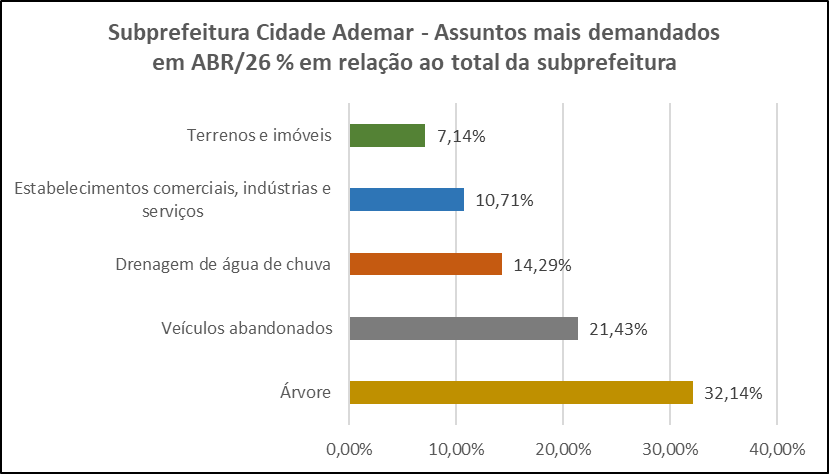 Subprefeitura Cidade Ademar - Assuntos mais demandados
em ABR/26 % em relação ao total da subprefeitura
Terrenos e imóveis
7,14%
Estabelecimentos comerciais, indústrias e
serviços
10,71%
Drenagem de água de chuva
14,29%
Veículos abandonados
21,43%
Árvore
32,14%
0,00%
10,00%
20,00%
30,00%
40,00%